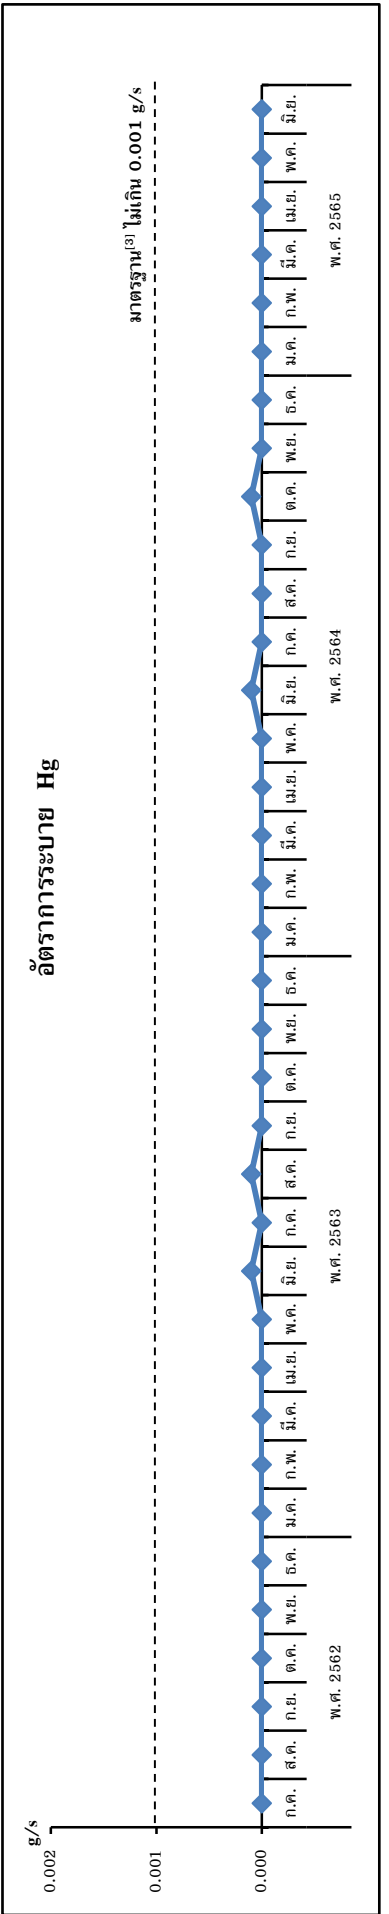 อัตราการระบาย Hg
g/s
0.002
0.001
0.000
มาตรฐาน[3] ไม่เกิน 0.001 g/s
ก.ค. ส.ค. ก.ย. ต.ค. พ.ย. ธ.ค. ม.ค. ก.พ. มี.ค. เม.ย. พ.ค. มิ.ย. ก.ค. ส.ค. ก.ย. ต.ค. พ.ย. ธ.ค. ม.ค. ก.พ. มี.ค. เม.ย. พ.ค. มิ.ย. ก.ค. ส.ค. ก.ย. ต.ค. พ.ย. ธ.ค. ม.ค. ก.พ. มี.ค. เม.ย. พ.ค. มิ.ย.
พ.ศ. 2562 พ.ศ. 2563 พ.ศ. 2564 พ.ศ. 2565